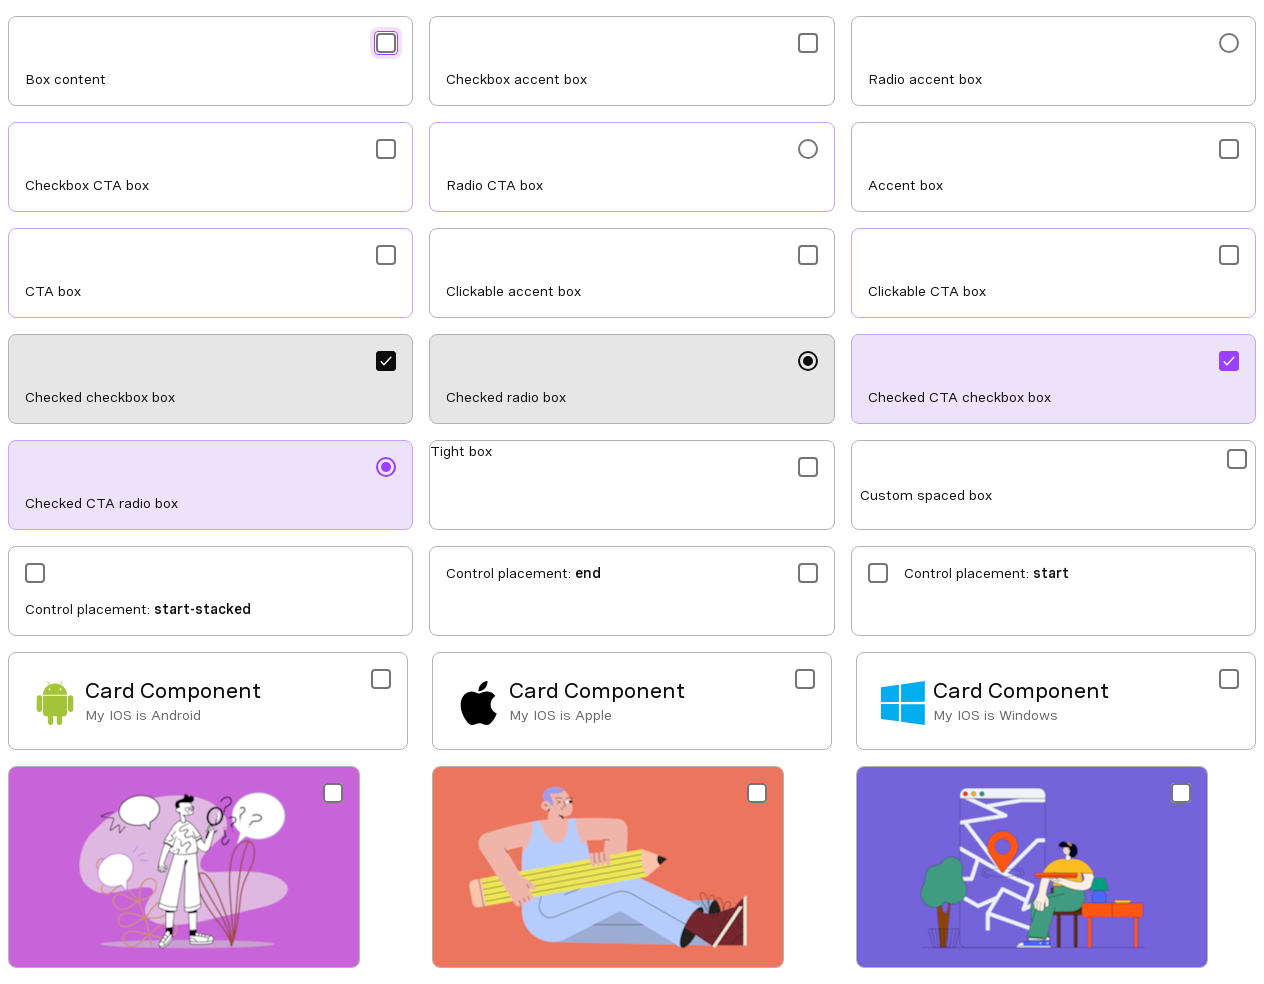 Box content
Checkbox accent box
Radio accent box
Checkbox CTA box
Radio CTA box
Accent box
CTA box
Clickable accent box
Clickable CTA box
Checked checkbox box
Checked radio box
Checked CTA checkbox box
Checked CTA radio box
Tight box
Custom spaced box
Control placement: start-stacked
Control placement: end
Control placement: start
Card Component
My IOS is Android
Card Component
My IOS is Apple
Card Component
My IOS is Windows